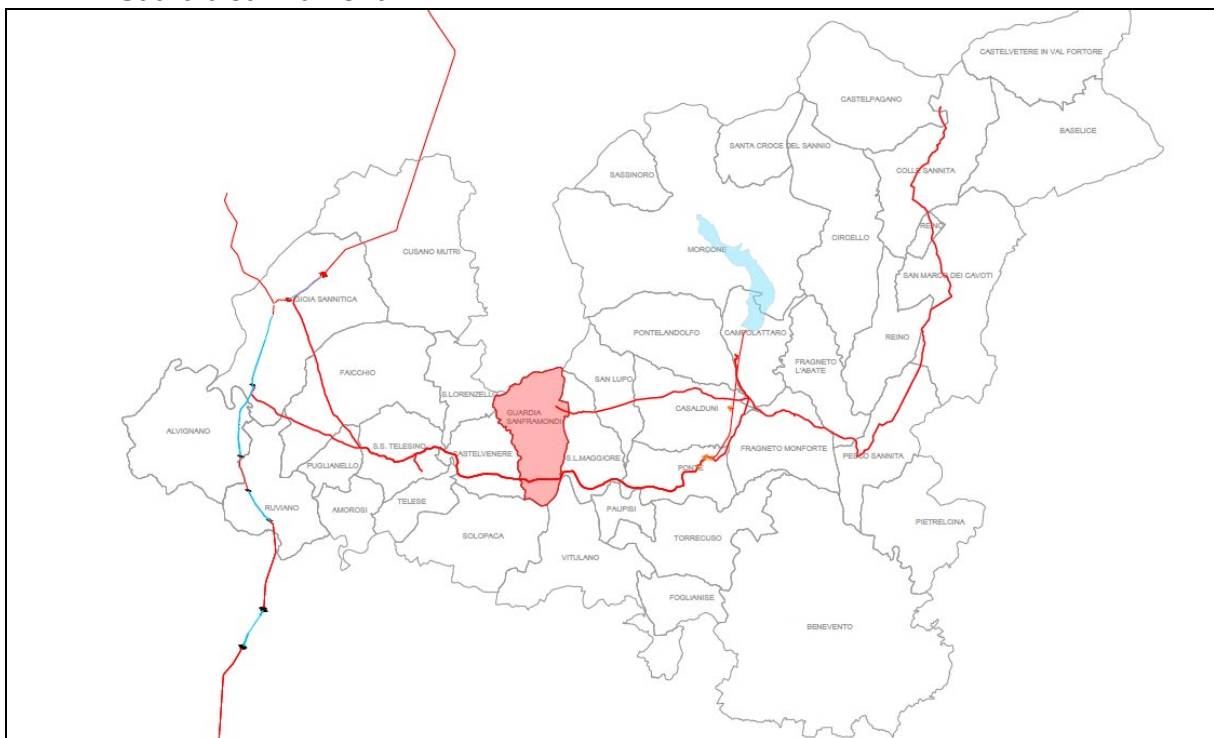 CASTELVETERE IN VAL FORTORE
CASTELPAGANO
BASELICE
SANTA CROCE DEL SANNIO
SASSINORO
COLLE SANNITA
REINO
CIRCELLO
MORCONE
CUSANO MUTRI
SAN MARCO DEI CAVOTI
GIOIA SANNITICA
PONTELANDOLFO
CAMPOLATTARO
REINO
FRAGNETO
L'ABATE
FAICCHIO
SAN LUPO
S.LORENZELLO
GUARDIA
SANFRAMONDI
CASALDUNI
ALVIGNANO
S.S. TELESINO
CASTELVENERE
S.L.MAGGIORE
FRAGNETO MONFORTE
PESCO SANNITA
PONTE
PUGLIANELLO
TELESE
RUVIANO
AMOROSI
PAUPISI
PIETRELCINA
SOLOPACA
TORRECUSO
VITULANO
FOGLIANISE
BENEVENTO